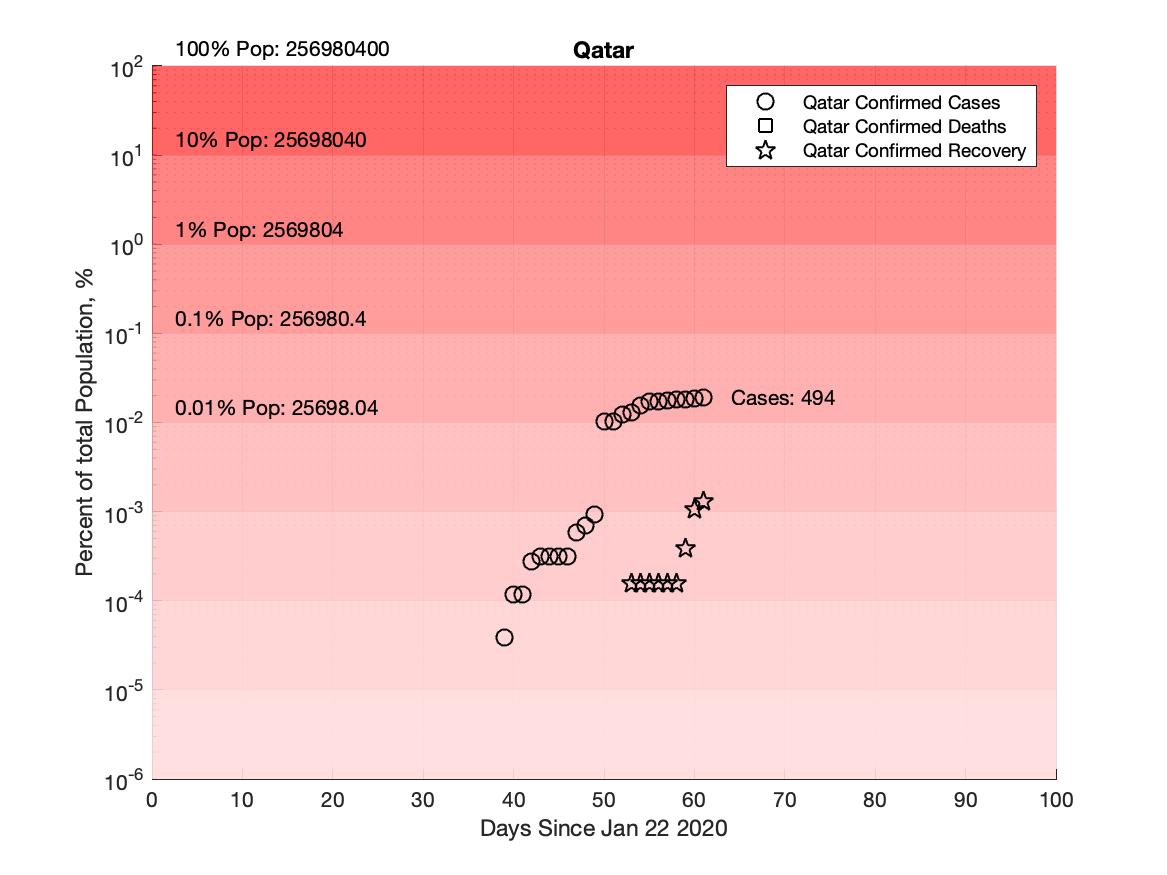 Qatar
100% Pop: 256980400
10% Pop: 25698040
1% Pop: 2569804
0.1% Pop: 256980.4
0.01% Pop: 25698.04
Qatar Confirmed Cases
Qatar Confirmed Deaths
Qatar Confirmed Recovery
Cases: 494
Percent of total Population, %
10^2
10^1
10^0
10^-1
10^-2
10^-3
10^-4
10^-5
10^-6
0 10 20 30 40 50 60 70 80 90 100
Days Since Jan 22 2020